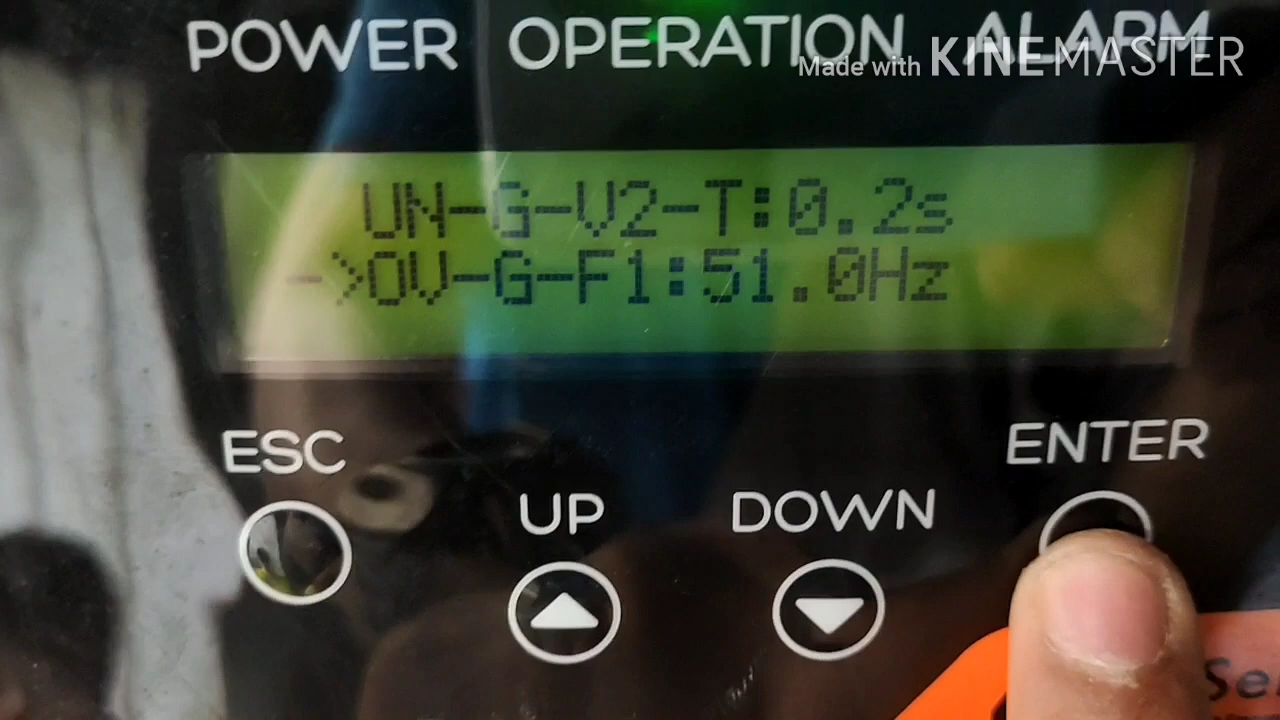 POWER OPERATION ALARM
Made with KINEMASTER
UN-G-V2-T:0.2s
->OV-G-F1:51.0Hz
ESC
UP
DOWN
ENTER